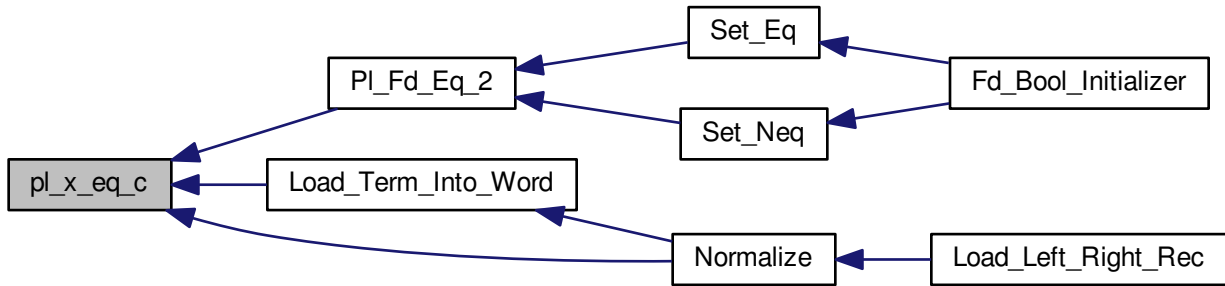 Set_Eq
Pl_Fd_Eq_2
Fd_Bool_Initializer
Set_Neq
pl_x_eq_c
Load_Term_Into_Word
Normalize
Load_Left_Right_Rec